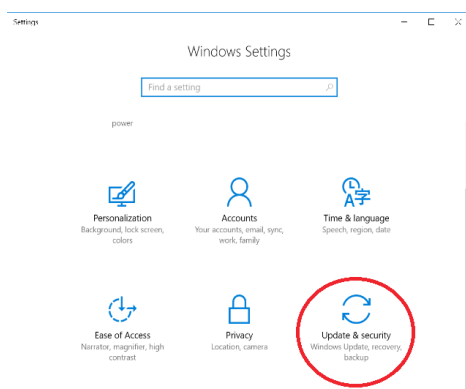 Settings
Windows Settings
Find a setting
power
Personalization
Background, lock screen,
colors
Accounts
Your accounts, email, sync,
work, family
Time & language
Speech, region, date
Ease of Access
Narrator, magnifier, high
contrast
Privacy
Location, camera
Update & security
Windows Update, recovery,
backup